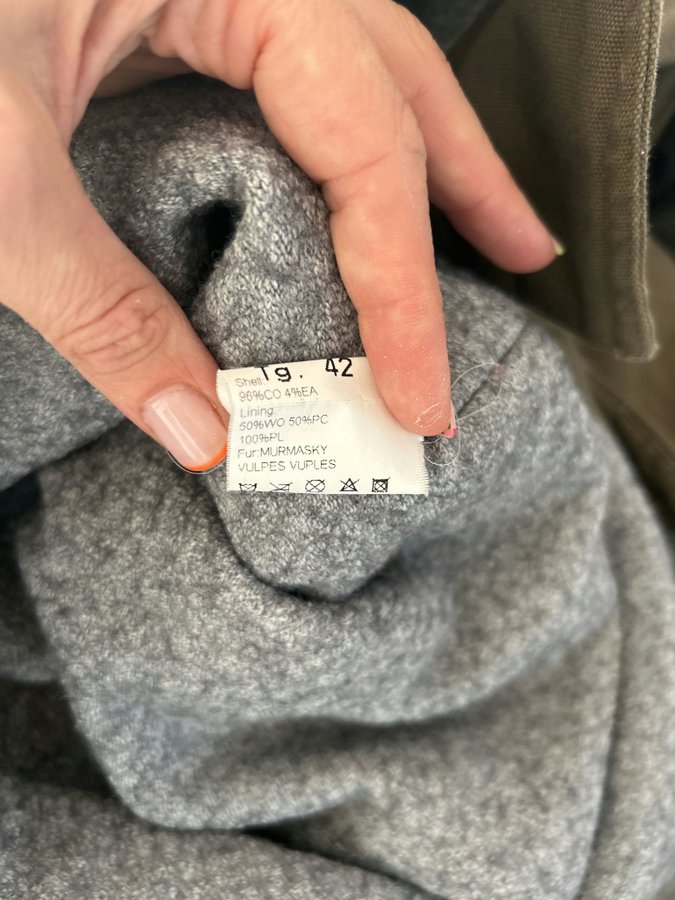 Tg. 42
Shell
96%CO 4%EA
Lining
50%WO 50%PC
100%PL
Fur:MURMASKY
VULPES VUPLES